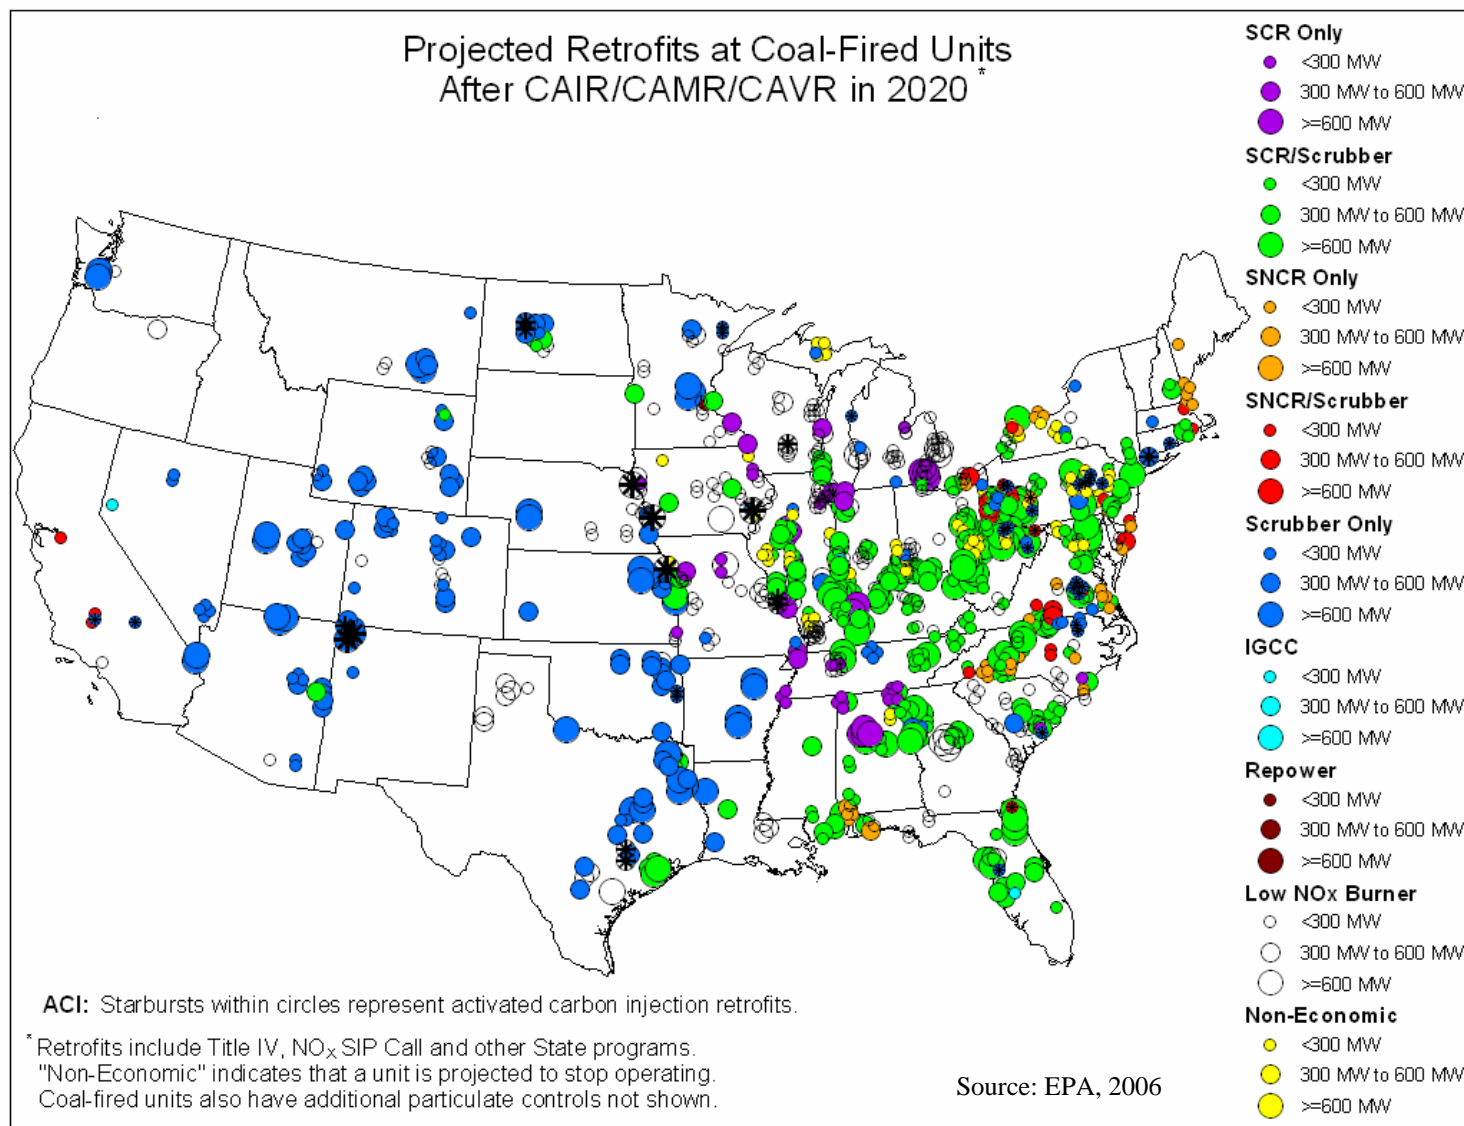 Projected Retrofits at Coal-Fired Units
After CAIR/CAMR/CAVR in 2020 *
SCR Only
<300 MW
300 MW to 600 MW
>=600 MW
SCR/Scrubber
<300 MW
300 MW to 600 MW
>=600 MW
SNCR Only
<300 MW
300 MW to 600 MW
>=600 MW
SNCR/Scrubber
<300 MW
300 MW to 600 MW
>=600 MW
Scrubber Only
<300 MW
300 MW to 600 MW
>=600 MW
IGCC
<300 MW
300 MW to 600 MW
>=600 MW
Repower
<300 MW
300 MW to 600 MW
>=600 MW
Low NOx Burner
<300 MW
300 MW to 600 MW
>=600 MW
Non-Economic
<300 MW
300 MW to 600 MW
>=600 MW
ACI: Starbursts within circles represent activated carbon injection retrofits.
* Retrofits include Title IV, NOX SIP Call and other State programs.
"Non-Economic" indicates that a unit is projected to stop operating.
Coal-fired units also have additional particulate controls not shown.
Source: EPA, 2006